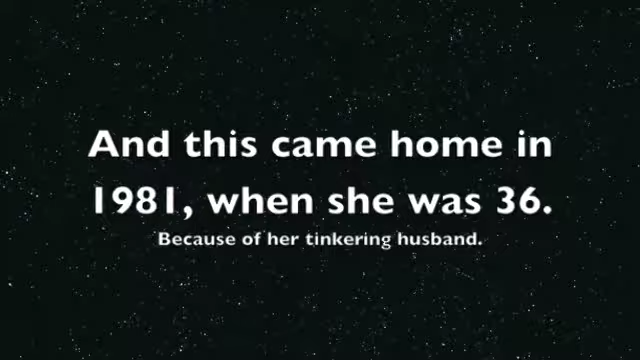 And this came home in
1981, when she was 36.
Because of her tinkering husband.